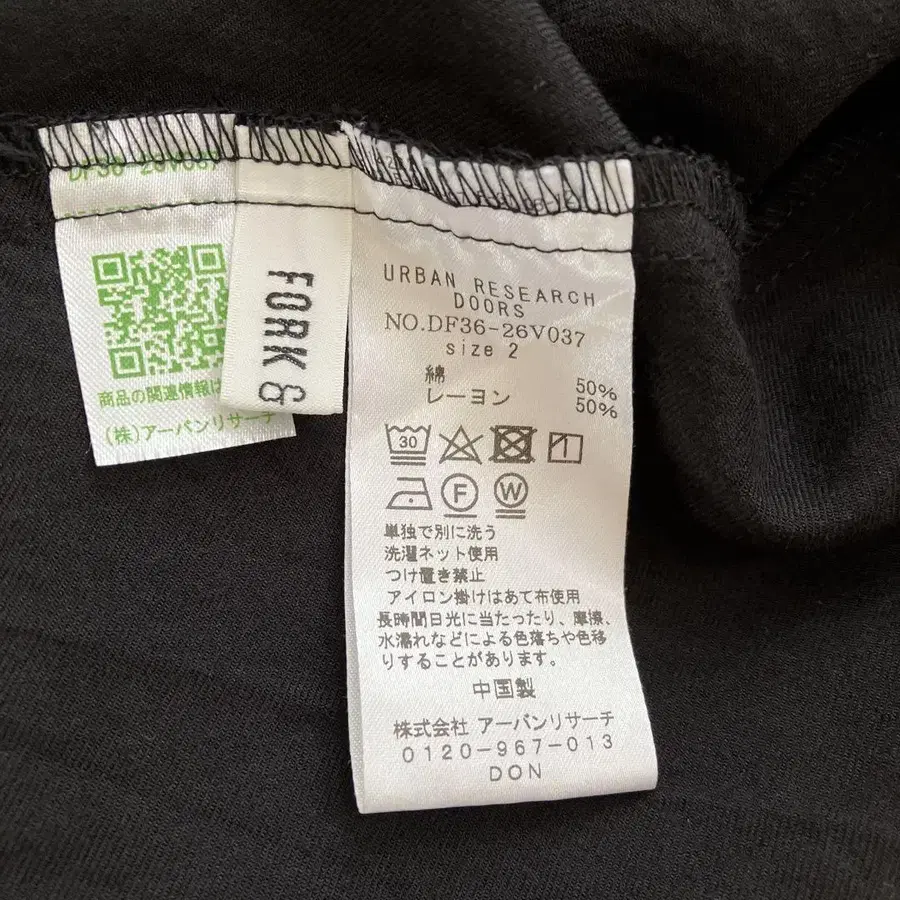 DF36-26V037
商品の関連情報は
(株)アーバンリサーチ
FORK &
URBAN RESEARCH
DOORS
NO.DF36-26V037
size 2
綿 50%
レーヨン 50%
30
F W
単独で別に洗う
洗濯ネット使用
つけ置き禁止
アイロン掛けはあて布使用
長時間日光に当たったり、摩擦、
水濡れなどによる色落ちや色移
りすることがあります。
中国製
株式会社 アーバンリサーチ
0120-967-013
DON